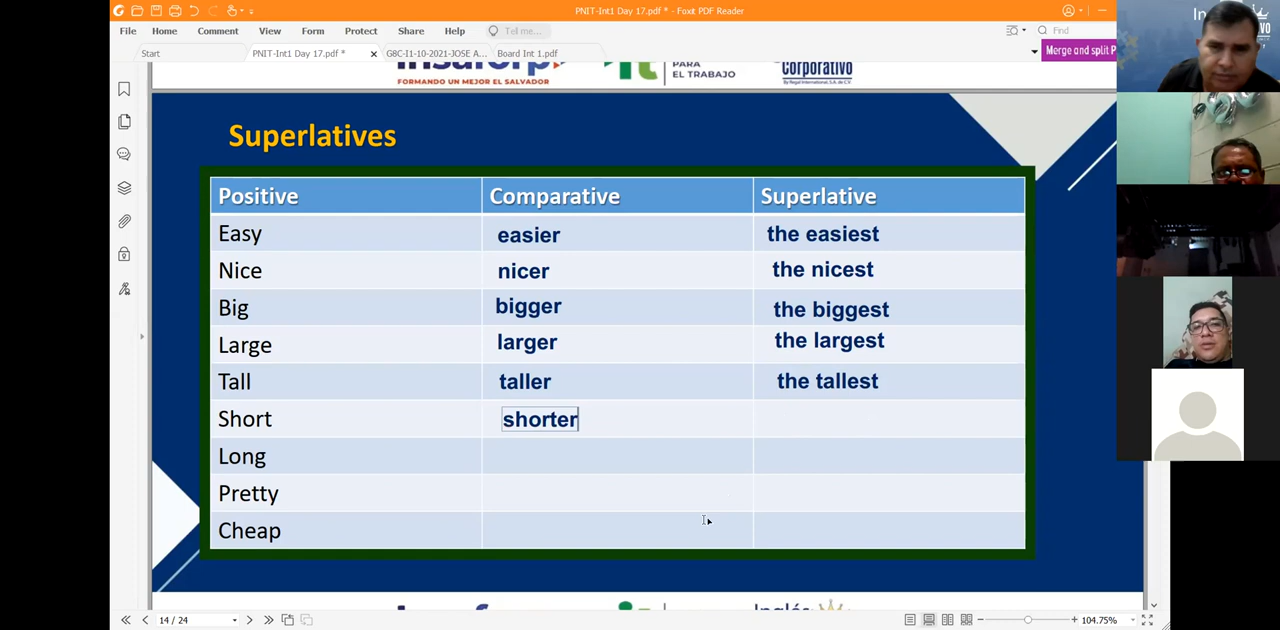 PNIT-Int1 Day 17.pdf * - Foxit PDF Reader
File Home Comment View Form Protect Share Help Tell me... Find
Start PNIT-Int1 Day 17.pdf * G8C-I1-10-2021-JOSE A... Board Int 1.pdf
Merge and split P
FORMANDO UN MEJOR EL SALVADOR
PARA
EL TRABAJO
Corporativo
Superlatives
Positive Comparative Superlative
Easy easier the easiest
Nice nicer the nicest
Big bigger the biggest
Large larger the largest
Tall taller the tallest
Short shorter
Long
Pretty
Cheap
14 / 24
104.75%